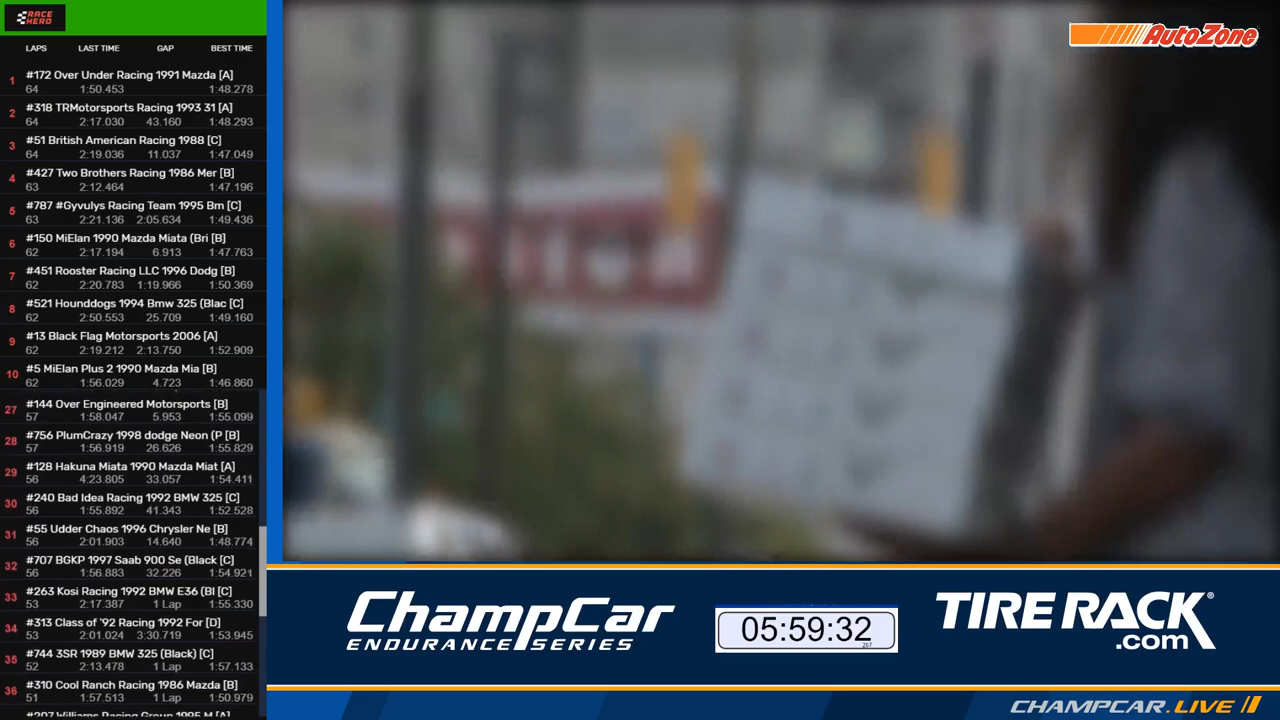 RACE HERO
LAPS LAST TIME GAP BEST TIME
1 #172 Over Under Racing 1991 Mazda [A]
64 1:50.453 1:48.278
2 #318 TRMotorsports Racing 1993 31 [A]
64 2:17.030 43.160 1:48.293
3 #51 British American Racing 1988 [C]
64 2:19.036 11.037 1:47.049
4 #427 Two Brothers Racing 1986 Mer [B]
63 2:12.464 1:47.196
5 #787 #Gyvulys Racing Team 1995 Bm [C]
63 2:21.136 2:05.634 1:49.436
6 #150 MiElan 1990 Mazda Miata (Bri [B]
62 2:17.194 6.913 1:47.763
7 #451 Rooster Racing LLC 1996 Dodg [B]
62 2:20.783 1:19.966 1:50.369
8 #521 Hounddogs 1994 Bmw 325 (Blac [C]
62 2:50.553 25.709 1:49.160
9 #13 Black Flag Motorsports 2006 [A]
62 2:19.212 2:13.750 1:52.909
10 #5 MiElan Plus 2 1990 Mazda Mia [B]
62 1:56.029 4.723 1:46.860
27 #144 Over Engineered Motorsports [B]
57 1:58.047 5.953 1:55.099
28 #756 PlumCrazy 1998 dodge Neon (P [B]
57 1:56.919 26.626 1:55.829
29 #128 Hakuna Miata 1990 Mazda Miat [A]
56 4:23.805 33.057 1:54.411
30 #240 Bad Idea Racing 1992 BMW 325 [C]
56 1:55.892 41.343 1:52.528
31 #55 Udder Chaos 1996 Chrysler Ne [B]
56 2:01.903 14.640 1:48.774
32 #707 BGKP 1997 Saab 900 Se (Black [C]
56 1:56.883 32.226 1:54.921
33 #263 Kosi Racing 1992 BMW E36 (Bl [C]
53 2:17.387 1 Lap 1:55.330
34 #313 Class of '92 Racing 1992 For [D]
53 2:01.024 3:30.719 1:53.945
35 #744 3SR 1989 BMW 325 (Black) [C]
52 2:13.478 1 Lap 1:57.133
36 #310 Cool Ranch Racing 1986 Mazda [B]
51 1:57.513 1 Lap 1:50.979
#207 Williams Racing Group 1995 M [A]
AutoZone
ChampCar
ENDURANCE SERIES
05:59:32
267
TIRE RACK®
.com
CHAMPCAR.LIVE